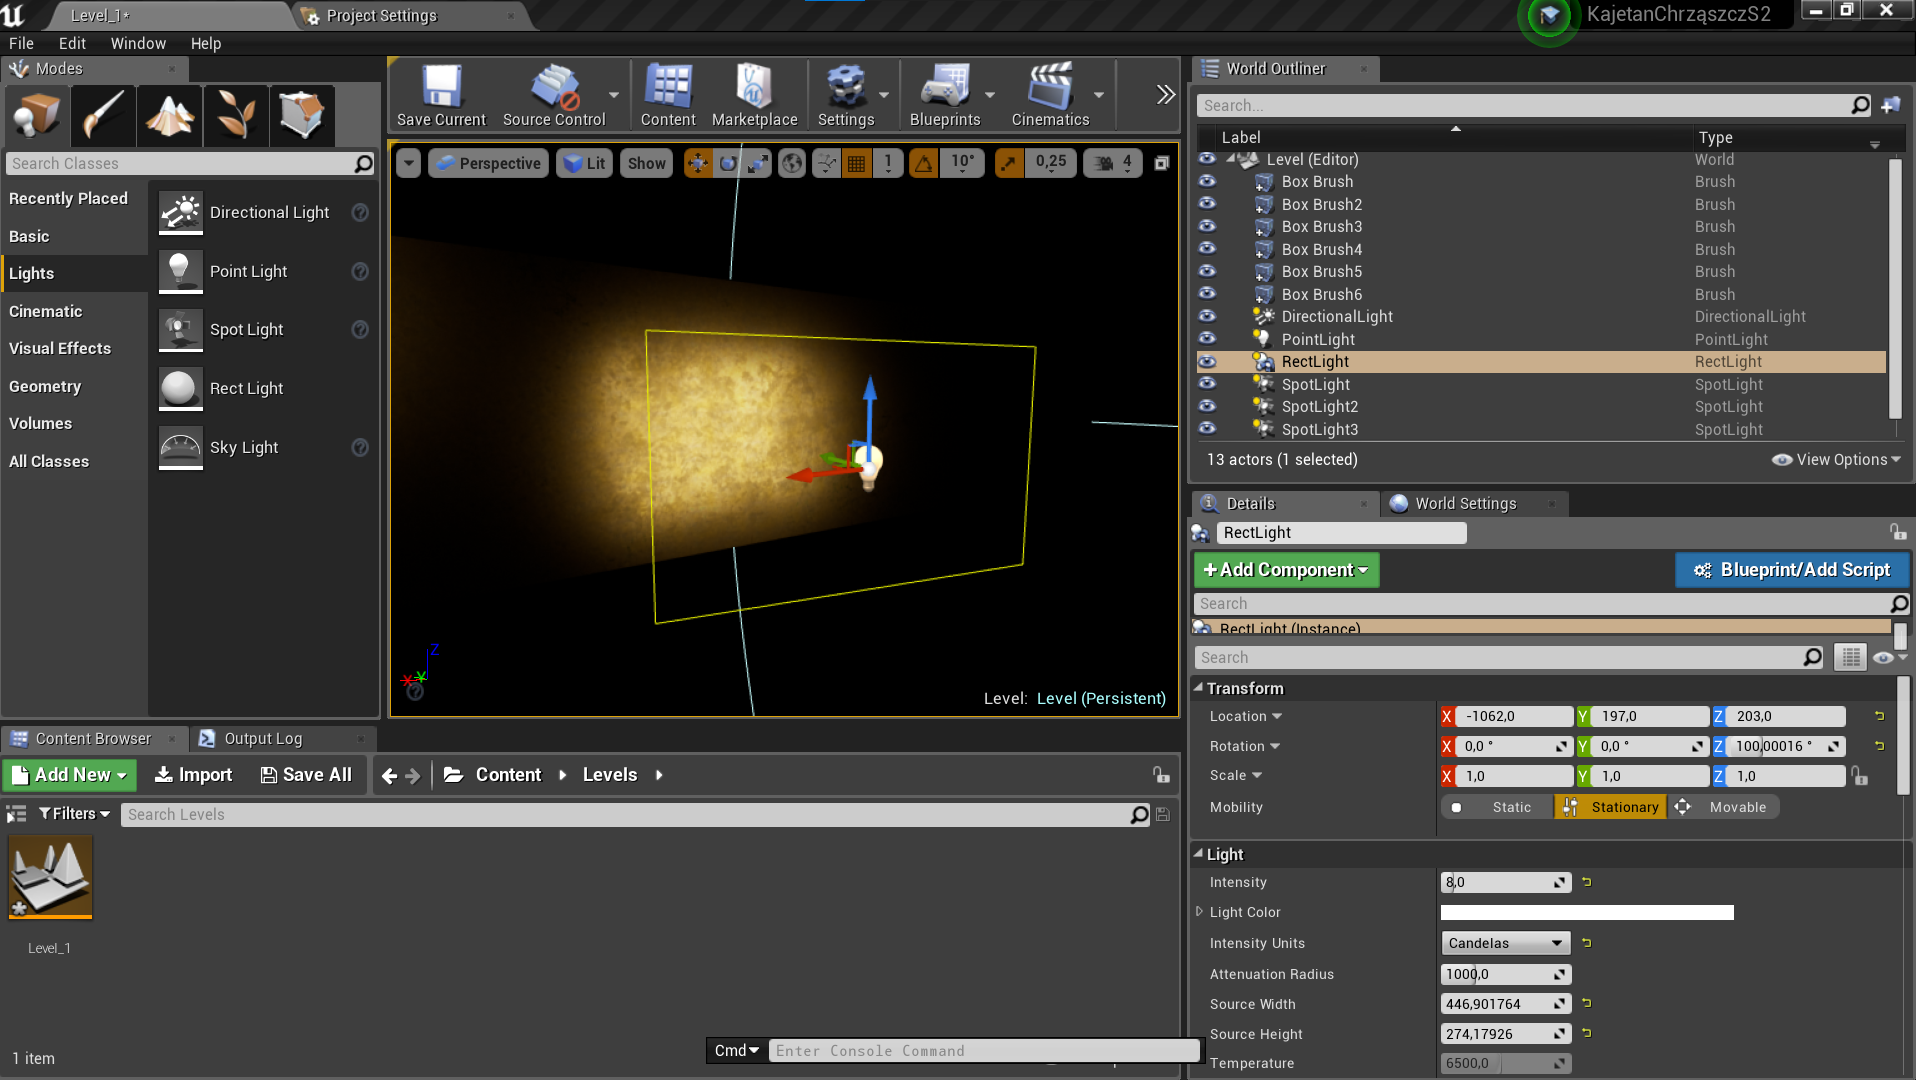 Level_1*
Project Settings
KajetanChrząszczS2
File Edit Window Help
Modes
Search Classes
Recently Placed
Basic
Lights
Cinematic
Visual Effects
Geometry
Volumes
All Classes
Directional Light
Point Light
Spot Light
Rect Light
Sky Light
Save Current
Source Control
Content
Marketplace
Settings
Blueprints
Cinematics
Perspective
Lit
Show
1
10°
0,25
4
Z
X
Level: Level (Persistent)
World Outliner
Search...
Label Type
Level (Editor) World
Box Brush Brush
Box Brush2 Brush
Box Brush3 Brush
Box Brush4 Brush
Box Brush5 Brush
Box Brush6 Brush
DirectionalLight DirectionalLight
PointLight PointLight
RectLight RectLight
SpotLight SpotLight
SpotLight2 SpotLight
SpotLight3 SpotLight
13 actors (1 selected)
View Options
Details
World Settings
RectLight
+Add Component
Blueprint/Add Script
Search
RectLight (Instance)
Search
Transform
Location X -1062,0 Y 197,0 Z 203,0
Rotation X 0,0 ° Y 0,0 ° Z 100,00016 °
Scale X 1,0 Y 1,0 Z 1,0
Mobility Static Stationary Movable
Light
Intensity 8,0
Light Color
Intensity Units Candelas
Attenuation Radius 1000,0
Source Width 446,901764
Source Height 274,17926
Temperature 6500,0
Content Browser
Output Log
Add New
Import
Save All
Content
Levels
Filters
Search Levels
Level_1
1 item
Cmd
Enter Console Command